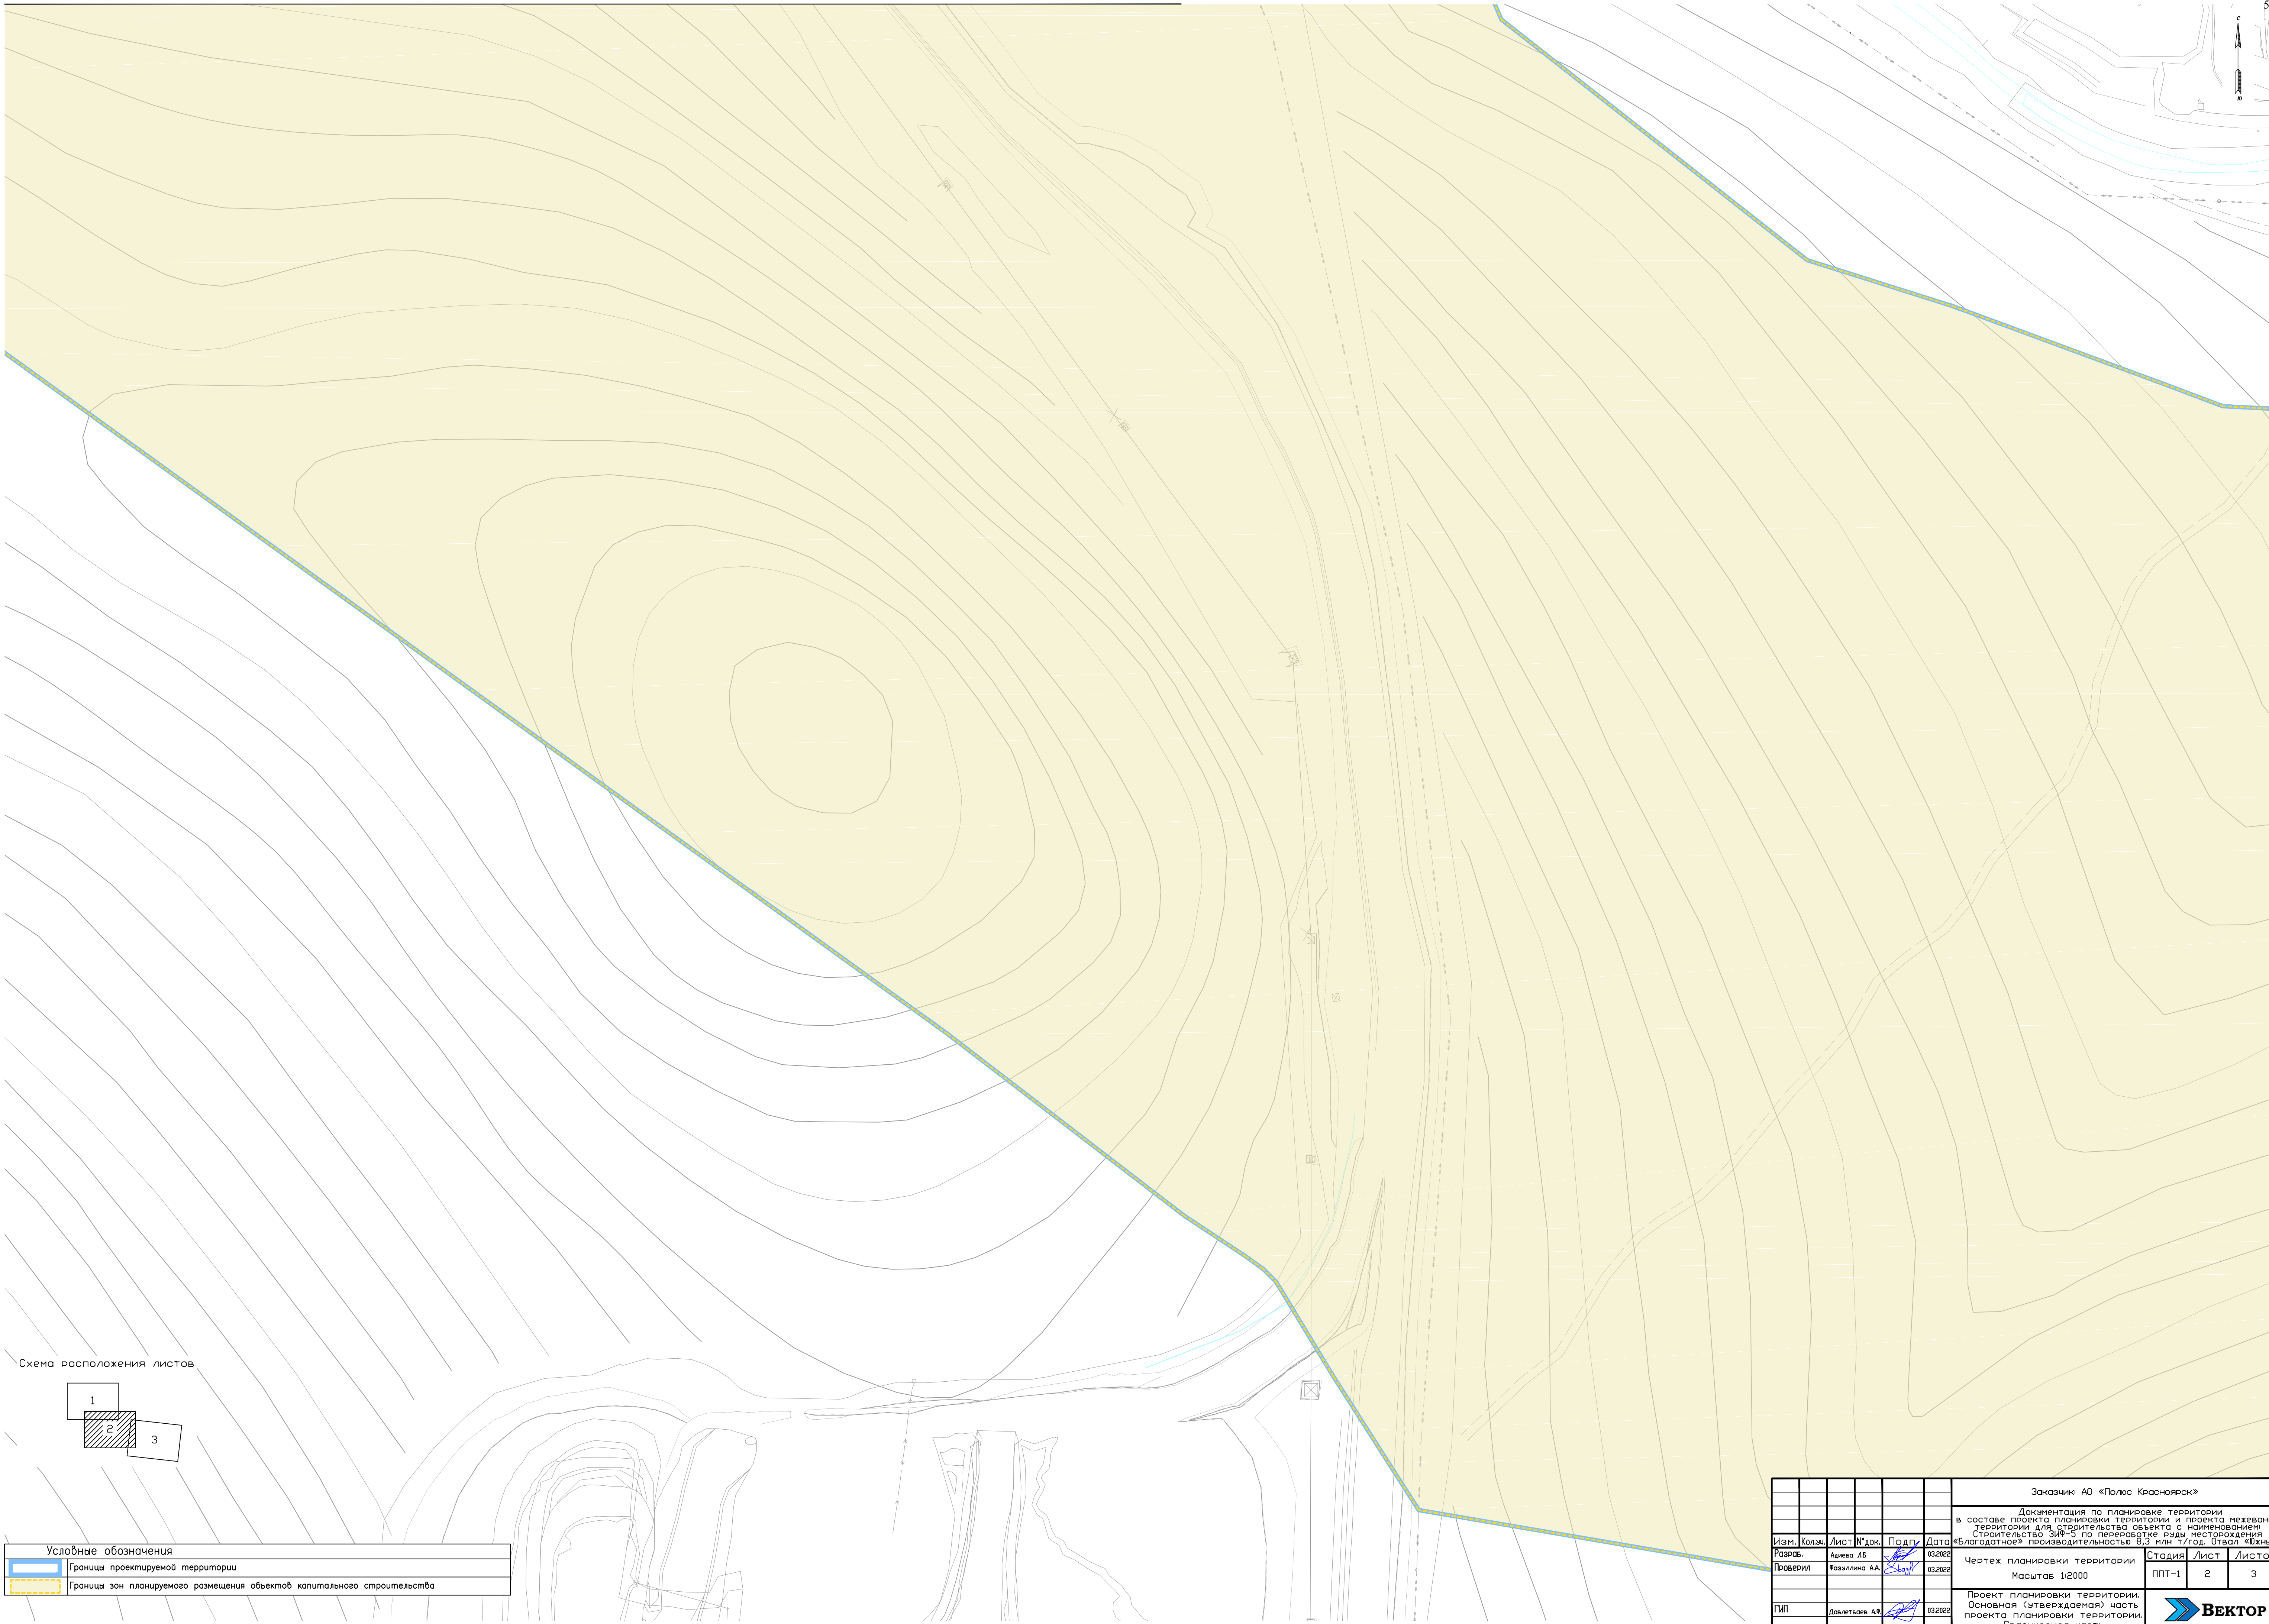 5
С
Ю
Схема расположения листов
1
2
3
Условные обозначения
Границы проектируемой территории
Границы зон планируемого размещения объектов капитального строительства
Заказчик: АО «Полюс Красноярск»
Документация по планировке территории
в составе проекта планировки территории и проекта межеван
территории для строительства объекта с наименованием:
Строительство ЗИФ-5 по переработке руды месторождения
«Благодатное» производительностью 8,3 млн т/год. Отвал «Южны
Изм. Кол.уч. Лист №док. Подп. Дата
Разраб. Адиева Л.Б. 03.2022
Проверил Фазуллина А.А. 03.2022
ГИП Давлетбаев А.Ф. 03.2022
Чертеж планировки территории
Масштаб 1:2000
Стадия Лист Листо
ППТ-1 2 3
Проект планировки территории.
Основная (утверждаемая) часть
проекта планировки территории.
ВЕКТОР